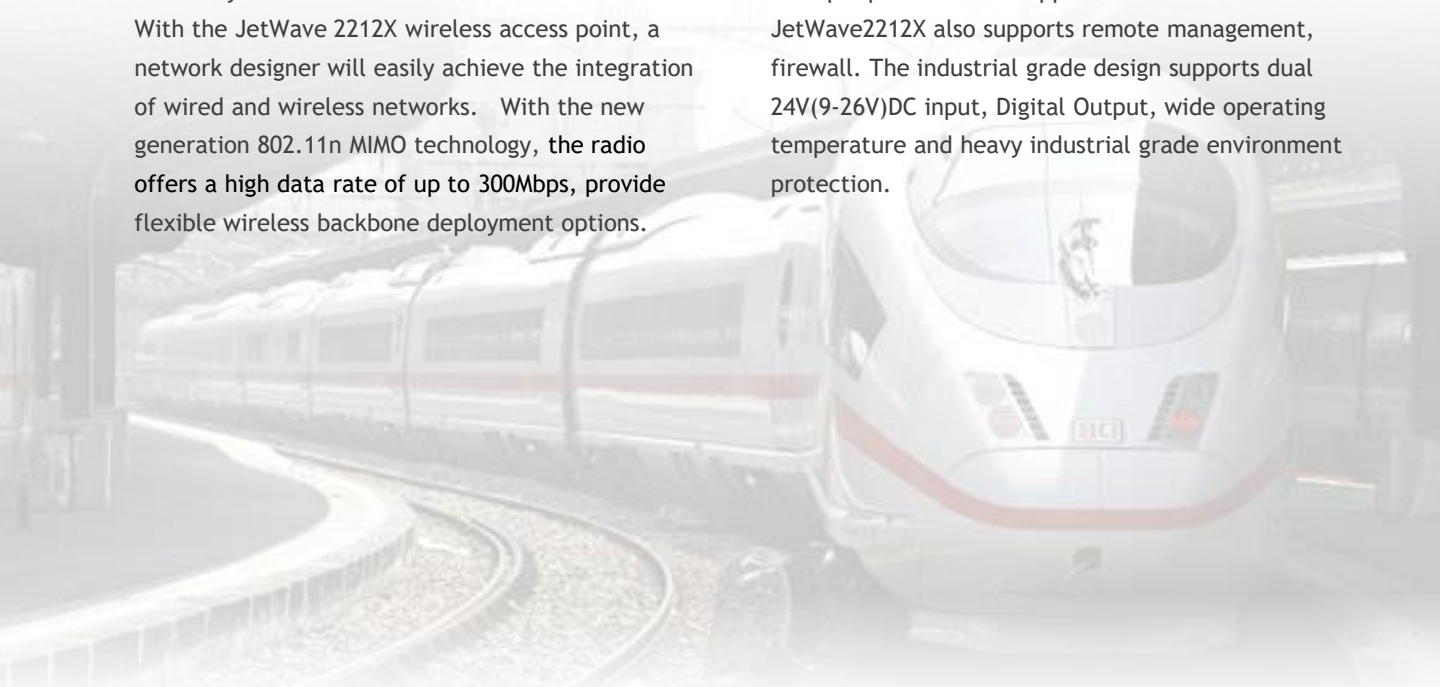 With the JetWave 2212X wireless access point, a
network designer will easily achieve the integration
of wired and wireless networks.   With the new
generation 802.11n MIMO technology, the radio
offers a high data rate of up to 300Mbps, provide
flexible wireless backbone deployment options.
JetWave2212X also supports remote management,
firewall. The industrial grade design supports dual
24V(9-26V)DC input, Digital Output, wide operating
temperature and heavy industrial grade environment
protection.